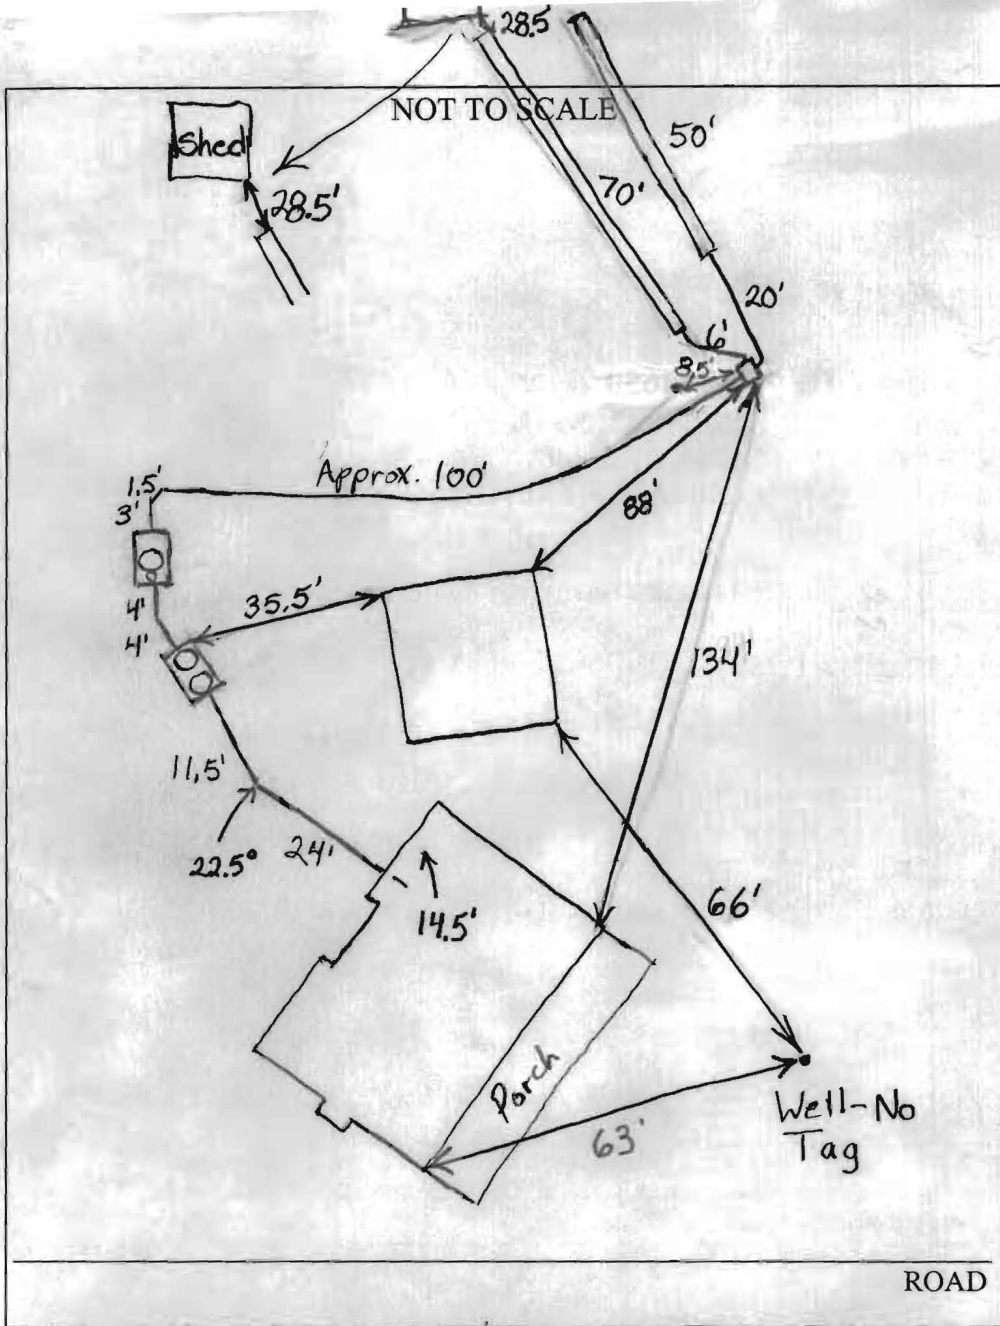 28.5
NOT TO SCALE
Shed
50'
28.5'
70'
20'
6'
8.5'
Approx. 100'
1.5'
3'
88'
4'
35.5'
4'
134'
11.5'
24'
22.5°
14.5'
66'
Porch
63'
Well-No
Tag
ROAD